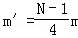 m′ = N-1/4 π